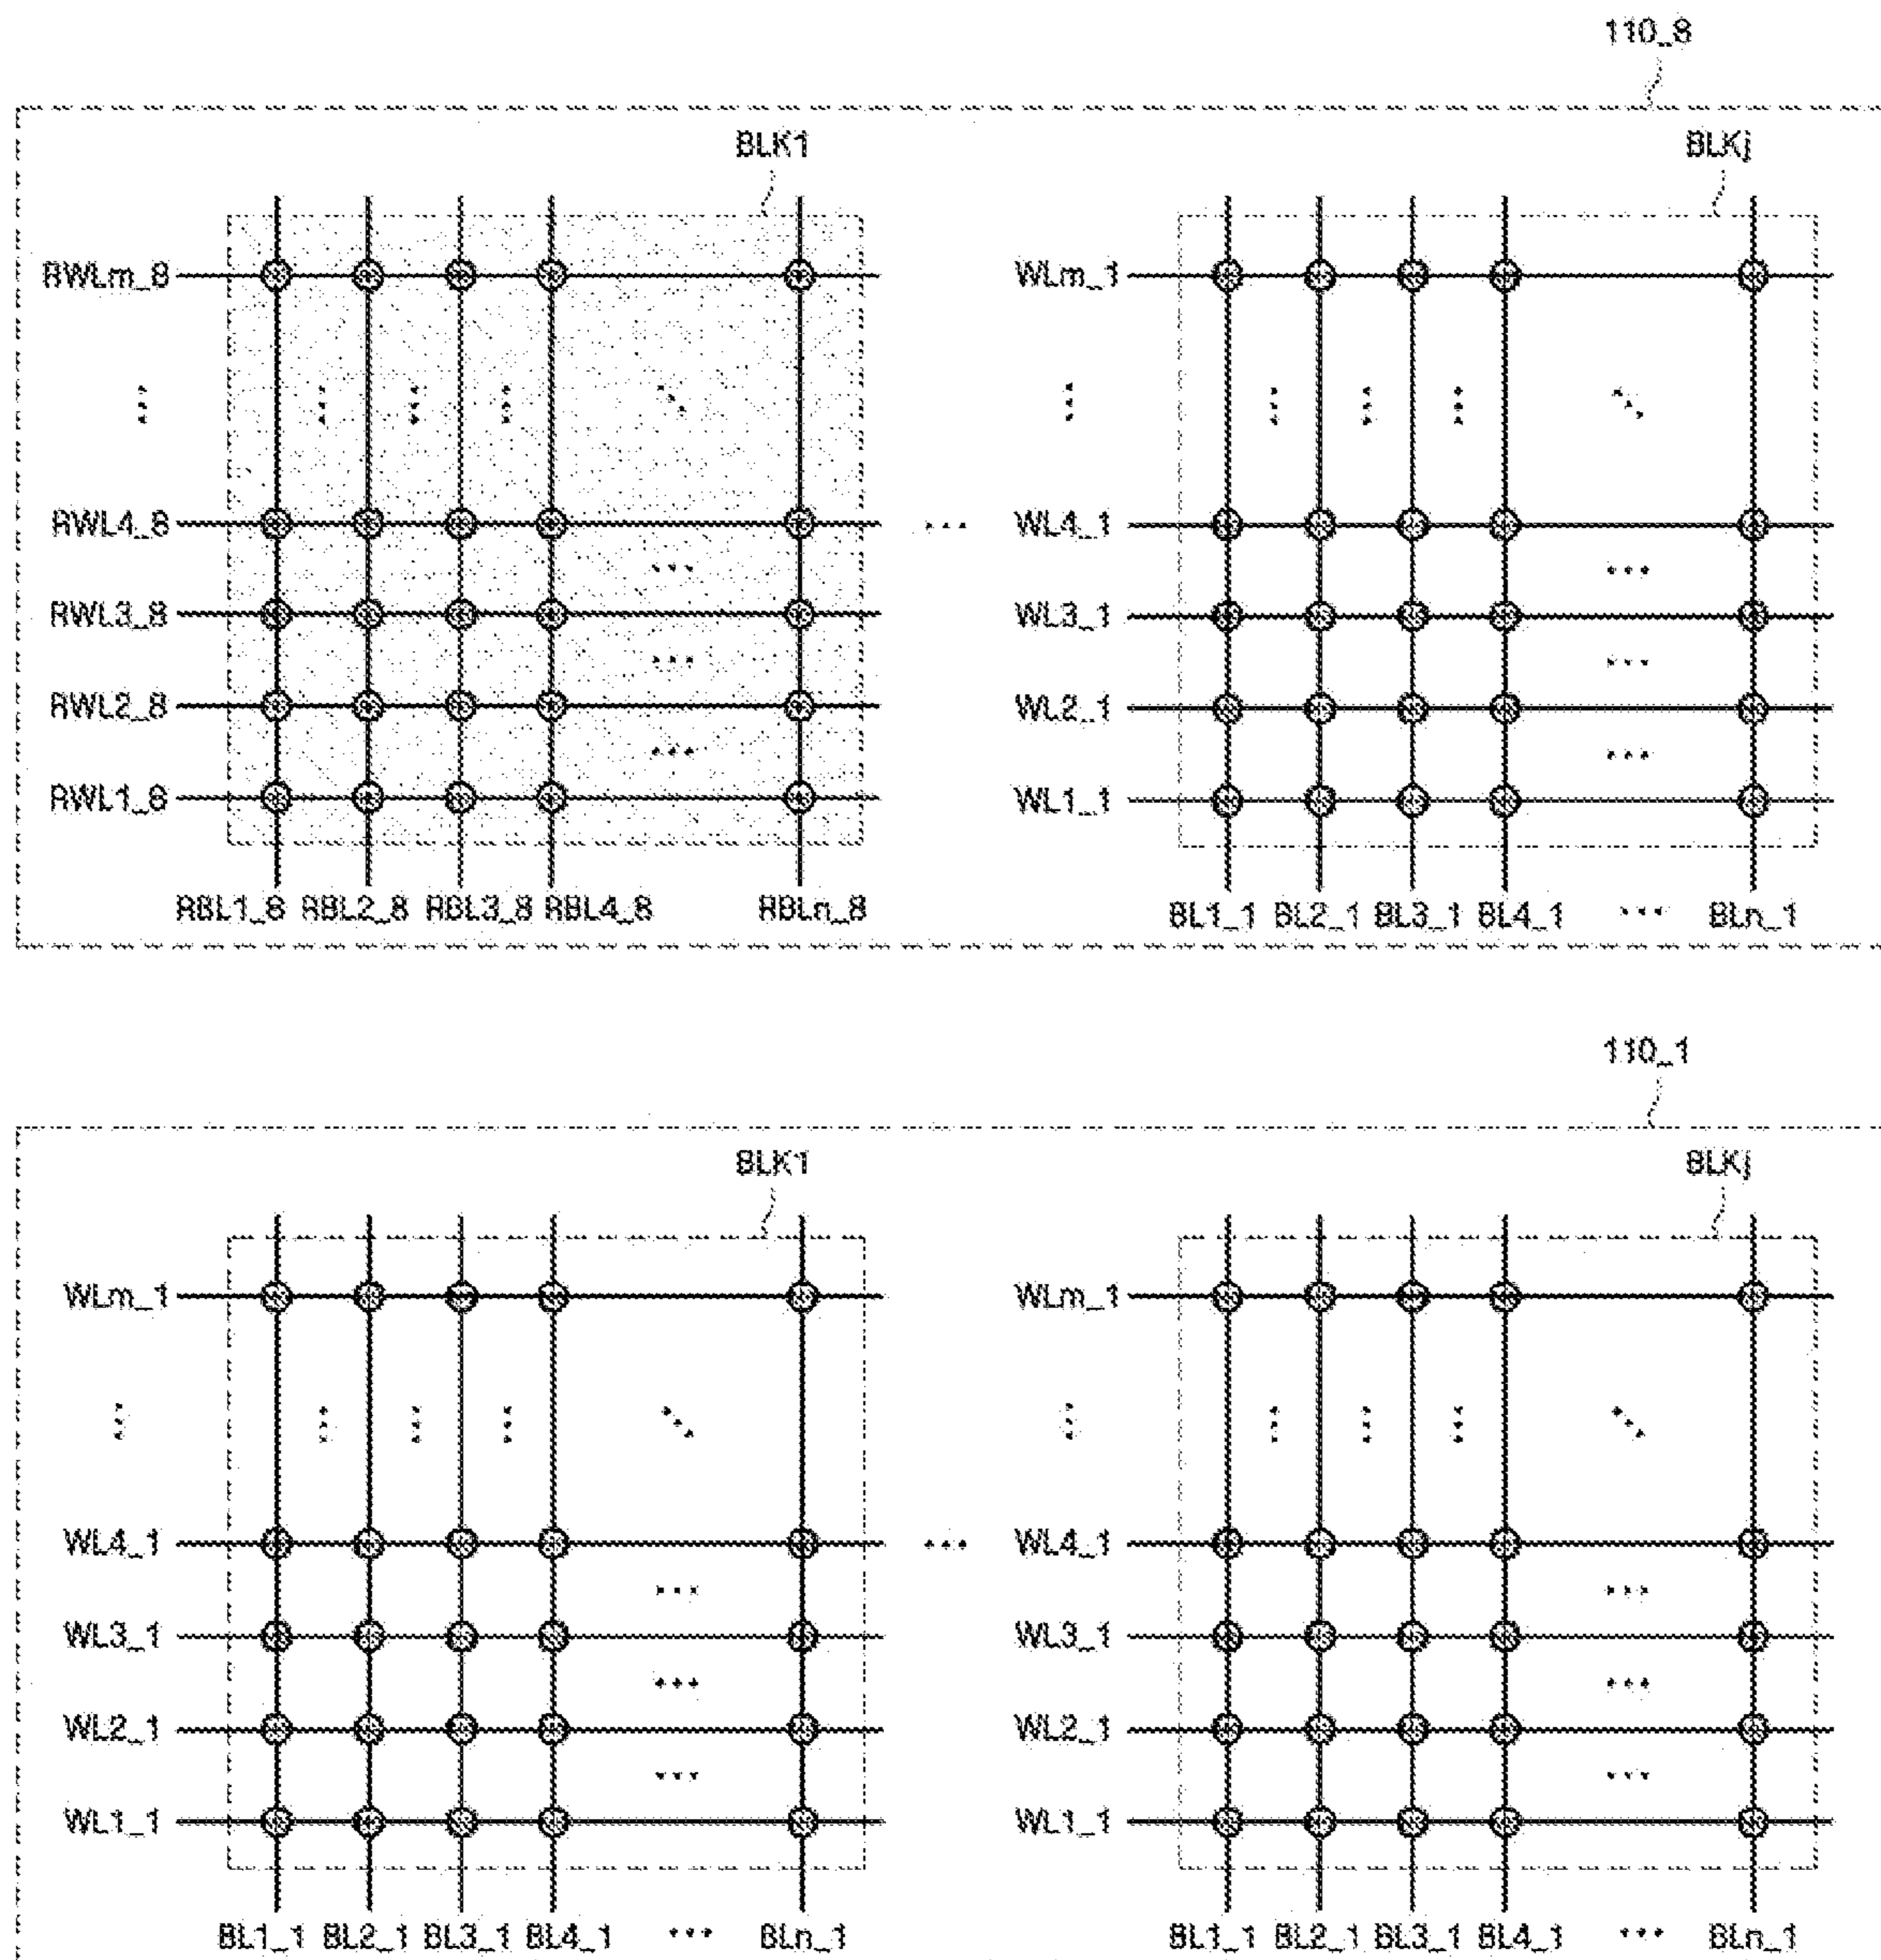 110_8
BLK1 BLKj
RWLm_8 WLm_1
RWL4_8 ... WL4_1
...
...
RWL3_8 WL3_1
...
...
RWL2_8 WL2_1
...
...
RWL1_8 WL1_1
RBL1_8 RBL2_8 RBL3_8 RBL4_8 RBLn_8 BL1_1 BL2_1 BL3_1 BL4_1 ... BLn_1
110_1
BLK1 BLKj
WLm_1 WLm_1
WL4_1 ... WL4_1
...
...
WL3_1 WL3_1
...
...
WL2_1 WL2_1
...
...
WL1_1 WL1_1
BL1_1 BL2_1 BL3_1 BL4_1 ... BLn_1 BL1_1 BL2_1 BL3_1 BL4_1 ... BLn_1